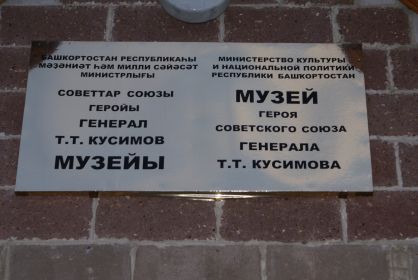 БАШҠОРТОСТАН РЕСПУБЛИКАҺЫ
МӘҘӘНИӘТ ҺӘМ МИЛЛИ СӘЙӘСӘТ
МИНИСТРЛЫҒЫ
СОВЕТТАР СОЮЗЫ
ГЕРОЙЫ
ГЕНЕРАЛ
Т.Т. КУСИМОВ
МУЗЕЙЫ
МИНИСТЕРСТВО КУЛЬТУРЫ
И НАЦИОНАЛЬНОЙ ПОЛИТИКИ
РЕСПУБЛИКИ БАШКОРТОСТАН
МУЗЕЙ
ГЕРОЯ
СОВЕТСКОГО СОЮЗА
ГЕНЕРАЛА
Т.Т. КУСИМОВА